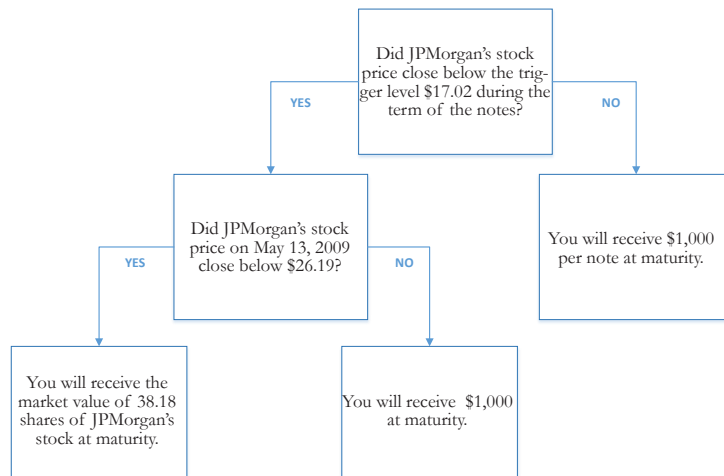 Did JPMorgan's stock
price close below the trig-
ger level $17.02 during the
term of the notes?
YES
NO
Did JPMorgan's stock
price on May 13, 2009
close below $26.19?
You will receive $1,000
per note at maturity.
YES
NO
You will receive the
market value of 38.18
shares of JPMorgan's
stock at maturity.
You will receive $1,000
at maturity.